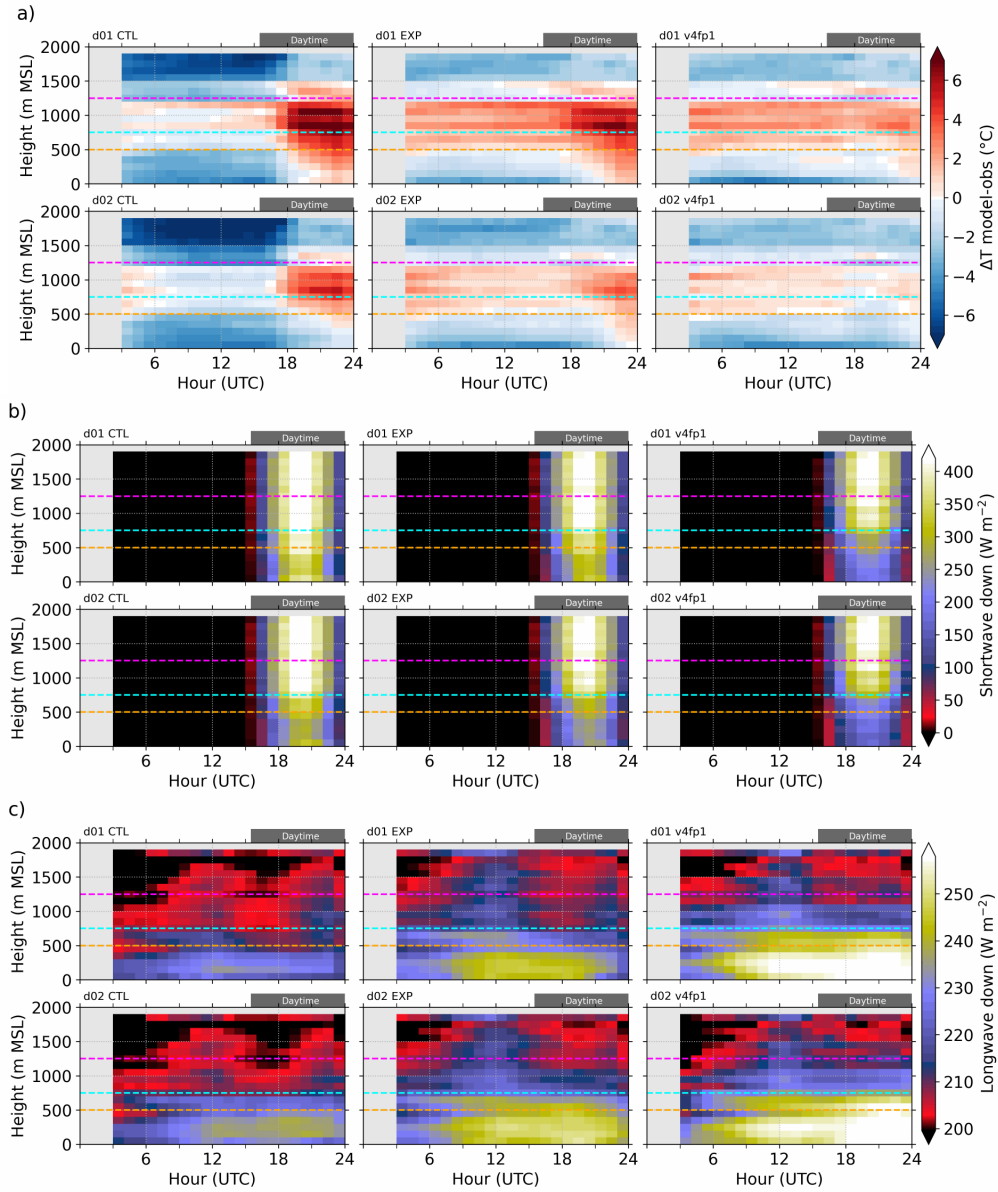 a)
d01 CTL
Daytime
d01 EXP
Daytime
d01 v4fp1
Daytime
2000
1500
1000
500
0
Height (m MSL)
d02 CTL
Daytime
d02 EXP
Daytime
d02 v4fp1
Daytime
2000
1500
1000
500
0
Height (m MSL)
6 12 18 24
Hour (UTC)
6 12 18 24
Hour (UTC)
6 12 18 24
Hour (UTC)
6
4
2
0
−2
−4
−6
ΔT model-obs (°C)
b)
d01 CTL
Daytime
d01 EXP
Daytime
d01 v4fp1
Daytime
2000
1500
1000
500
0
Height (m MSL)
d02 CTL
Daytime
d02 EXP
Daytime
d02 v4fp1
Daytime
2000
1500
1000
500
0
Height (m MSL)
6 12 18 24
Hour (UTC)
6 12 18 24
Hour (UTC)
6 12 18 24
Hour (UTC)
400
350
300
250
200
150
100
50
0
Shortwave down (W m⁻²)
c)
d01 CTL
Daytime
d01 EXP
Daytime
d01 v4fp1
Daytime
2000
1500
1000
500
0
Height (m MSL)
d02 CTL
Daytime
d02 EXP
Daytime
d02 v4fp1
Daytime
2000
1500
1000
500
0
Height (m MSL)
6 12 18 24
Hour (UTC)
6 12 18 24
Hour (UTC)
6 12 18 24
Hour (UTC)
250
240
230
220
210
200
Longwave down (W m⁻²)